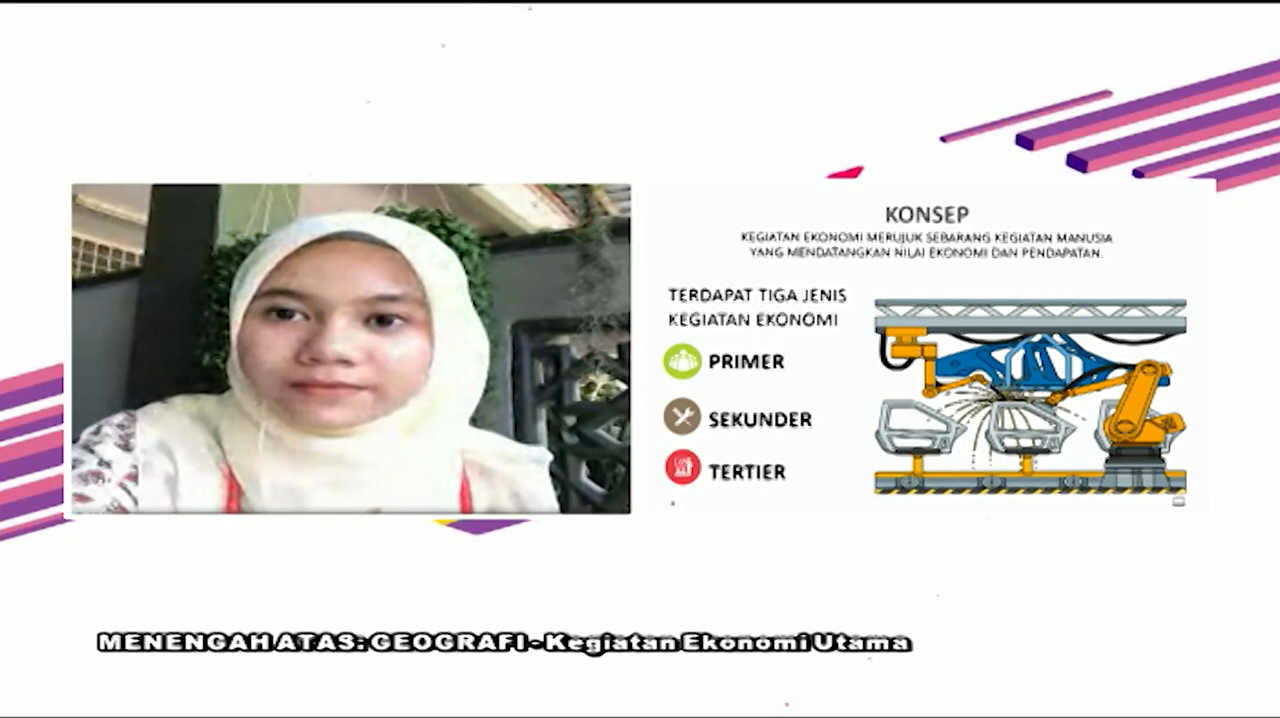 KONSEP
KEGIATAN EKONOMI MERUJUK SEBARANG KEGIATAN MANUSIA
YANG MENDATANGKAN NILAI EKONOMI DAN PENDAPATAN.
TERDAPAT TIGA JENIS
KEGIATAN EKONOMI
PRIMER
SEKUNDER
TERTIER
4
MENENGAH ATAS: GEOGRAFI - Kegiatan Ekonomi Utama